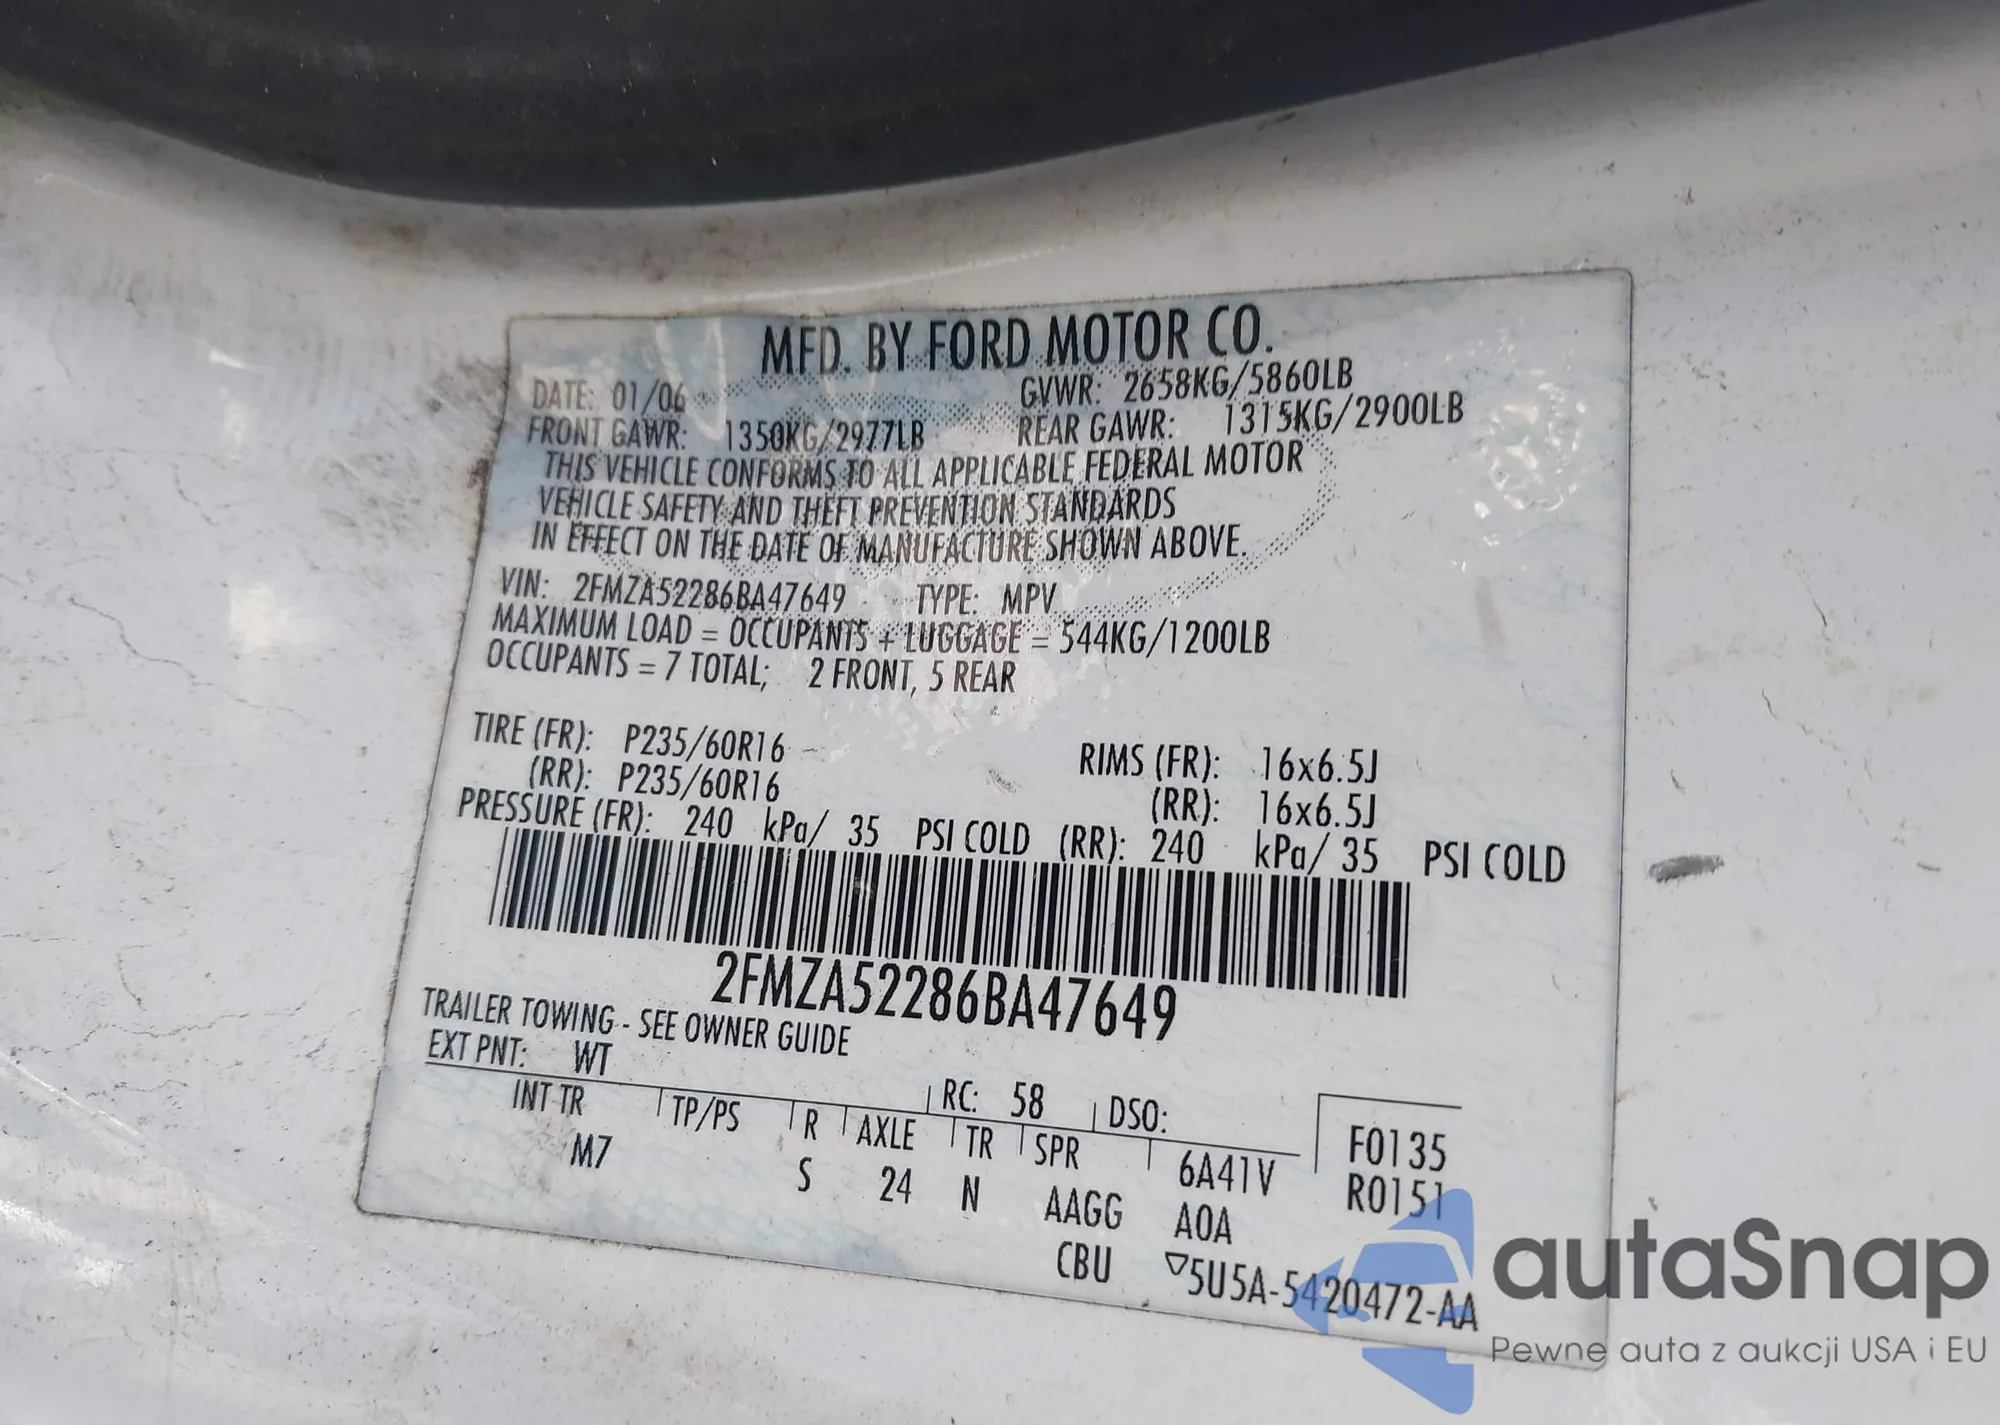 MFD. BY FORD MOTOR CO.
DATE: 01/06 GVWR: 2658KG/5860LB
FRONT GAWR: 1350KG/2977LB REAR GAWR: 1315KG/2900LB
THIS VEHICLE CONFORMS TO ALL APPLICABLE FEDERAL MOTOR
VEHICLE SAFETY AND THEFT PREVENTION STANDARDS
IN EFFECT ON THE DATE OF MANUFACTURE SHOWN ABOVE.
VIN: 2FMZA52286BA47649 TYPE: MPV
MAXIMUM LOAD = OCCUPANTS + LUGGAGE = 544KG/1200LB
OCCUPANTS = 7 TOTAL; 2 FRONT, 5 REAR
TIRE (FR): P235/60R16 RIMS (FR): 16x6.5J
(RR): P235/60R16 (RR): 16x6.5J
PRESSURE (FR): 240 kPa/ 35 PSI COLD (RR): 240 kPa/ 35 PSI COLD
2FMZA52286BA47649
TRAILER TOWING - SEE OWNER GUIDE
EXT PNT: WT RC: 58 DSO:
INT TR TP/PS R AXLE TR SPR 6A41V F0135
M7 S 24 N AAGG A0A R0151
CBU ▽5U5A-5420472-AA
autaSnap
Pewne auta z aukcji USA i EU